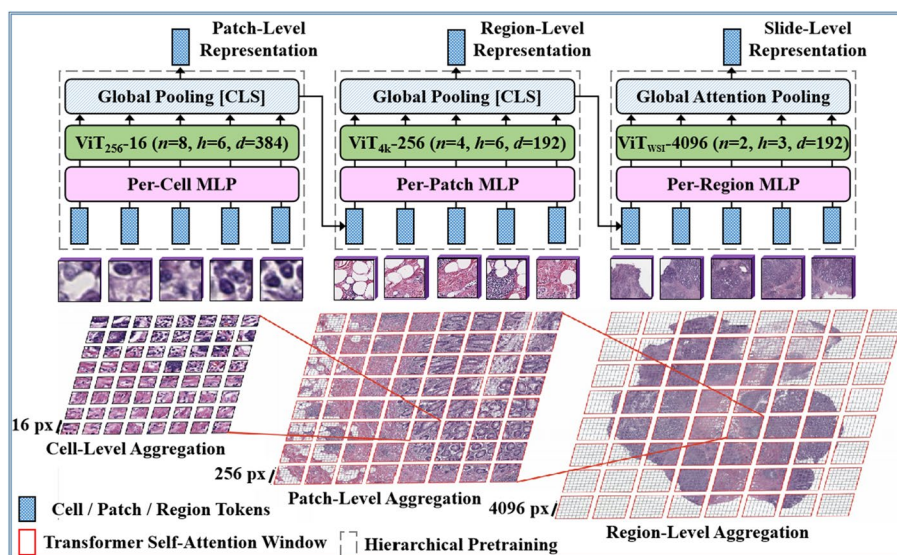 Patch-Level
Representation
Region-Level
Representation
Slide-Level
Representation
Global Pooling [CLS]
Global Pooling [CLS]
Global Attention Pooling
ViT256-16 (n=8, h=6, d=384)
ViT4k-256 (n=4, h=6, d=192)
ViTWSI-4096 (n=2, h=3, d=192)
Per-Cell MLP
Per-Patch MLP
Per-Region MLP
16 px
Cell-Level Aggregation
256 px
Patch-Level Aggregation
4096 px
Region-Level Aggregation
Cell / Patch / Region Tokens
Transformer Self-Attention Window
Hierarchical Pretraining